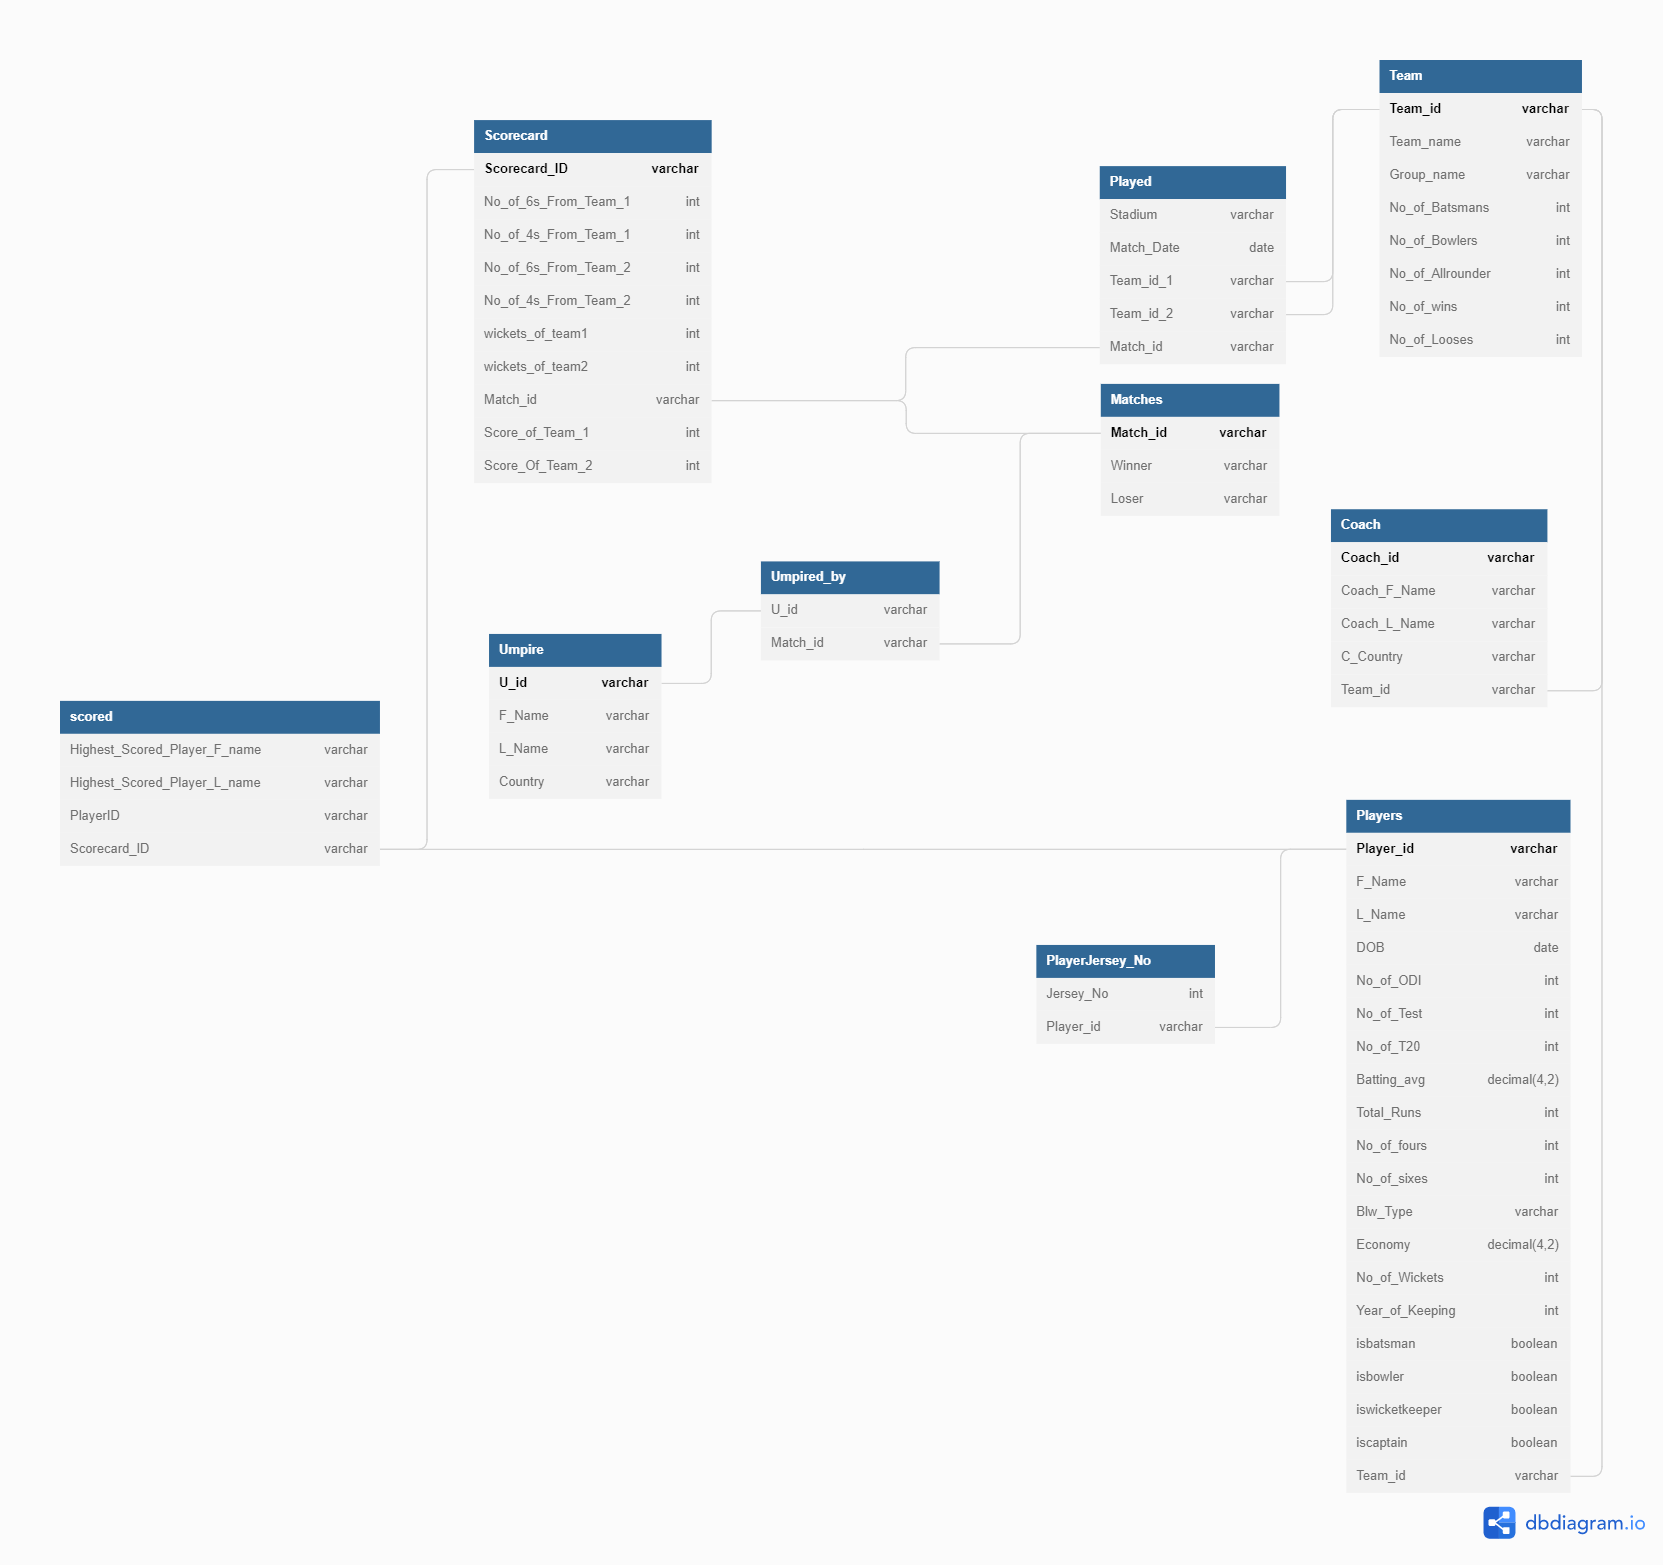 Team
Team_id varchar
Team_name varchar
Group_name varchar
No_of_Batsmans int
No_of_Bowlers int
No_of_Allrounder int
No_of_wins int
No_of_Looses int
Scorecard
Scorecard_ID varchar
No_of_6s_From_Team_1 int
No_of_4s_From_Team_1 int
No_of_6s_From_Team_2 int
No_of_4s_From_Team_2 int
wickets_of_team1 int
wickets_of_team2 int
Match_id varchar
Score_of_Team_1 int
Score_Of_Team_2 int
Played
Stadium varchar
Match_Date date
Team_id_1 varchar
Team_id_2 varchar
Match_id varchar
Matches
Match_id varchar
Winner varchar
Loser varchar
Coach
Coach_id varchar
Coach_F_Name varchar
Coach_L_Name varchar
C_Country varchar
Team_id varchar
Umpired_by
U_id varchar
Match_id varchar
Umpire
U_id varchar
F_Name varchar
L_Name varchar
Country varchar
scored
Highest_Scored_Player_F_name varchar
Highest_Scored_Player_L_name varchar
PlayerID varchar
Scorecard_ID varchar
Players
Player_id varchar
F_Name varchar
L_Name varchar
DOB date
No_of_ODI int
No_of_Test int
No_of_T20 int
Batting_avg decimal(4,2)
Total_Runs int
No_of_fours int
No_of_sixes int
Blw_Type varchar
Economy decimal(4,2)
No_of_Wickets int
Year_of_Keeping int
isbatsman boolean
isbowler boolean
iswicketkeeper boolean
iscaptain boolean
Team_id varchar
PlayerJersey_No
Jersey_No int
Player_id varchar
dbdiagram.io